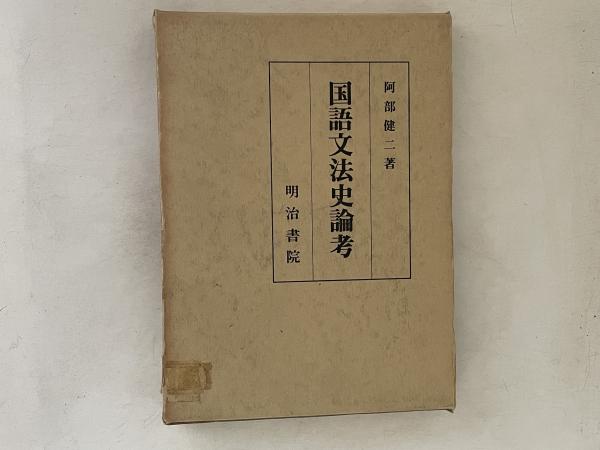 阿部健二著
国語文法史論考
明治書院